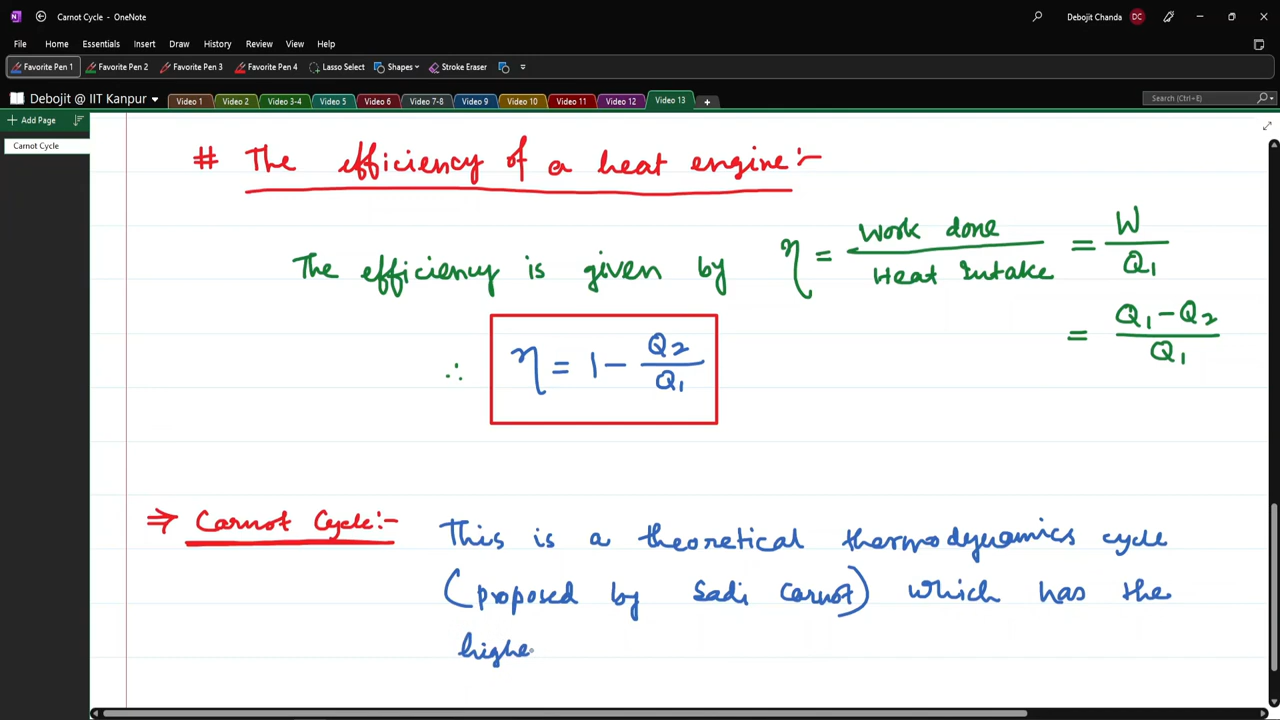 Carnot Cycle - OneNote
Debojit Chanda DC
File Home Essentials Insert Draw History Review View Help
Favorite Pen 1 Favorite Pen 2 Favorite Pen 3 Favorite Pen 4 Lasso Select Shapes Stroke Eraser
Debojit @ IIT Kanpur Video 1 Video 2 Video 3-4 Video 5 Video 6 Video 7-8 Video 9 Video 10 Video 11 Video 12 Video 13 + Search (Ctrl+E)
+ Add Page
Carnot Cycle
# The efficiency of a heat engine:-
The efficiency is given by η = Work done / Heat Intake = W / Q1
= Q1 - Q2 / Q1
∴ η = 1 - Q2 / Q1
⇒ Carnot Cycle:- This is a theoretical thermodynamics cycle
(proposed by Sadi Carnot) which has the
highe